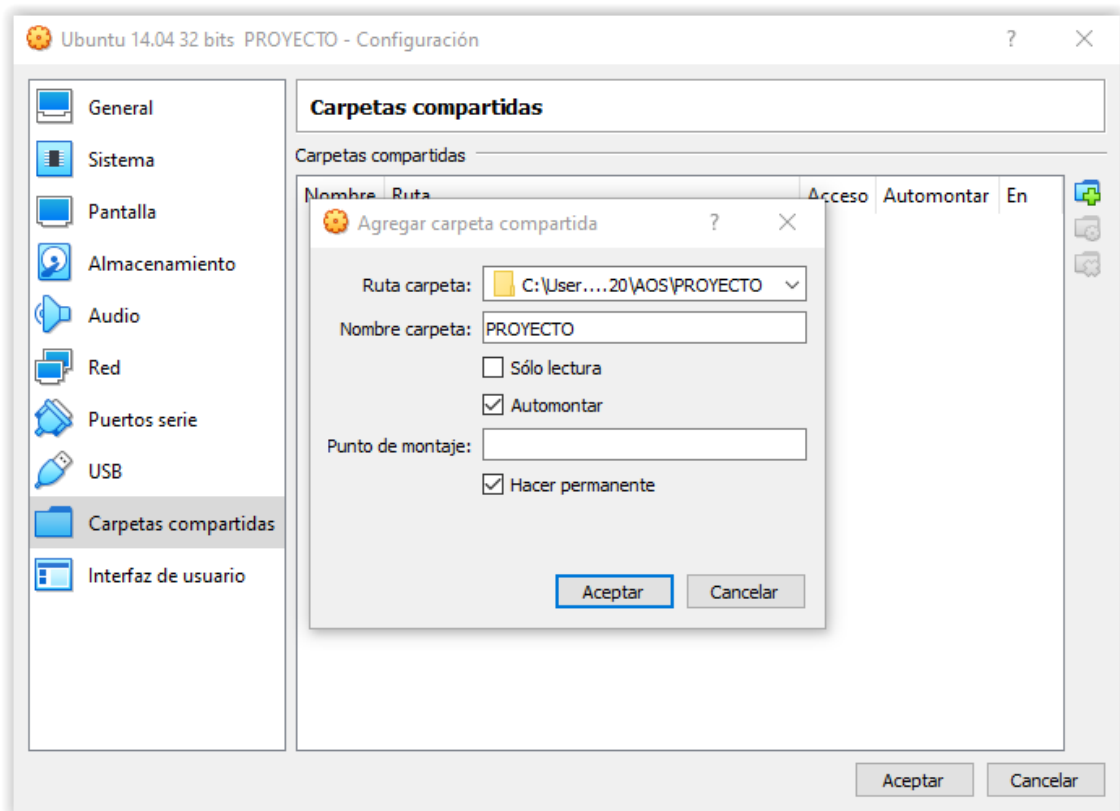 Ubuntu 14.04 32 bits  PROYECTO - Configuración ?
General
Sistema
Pantalla
Almacenamiento
Audio
Red
Puertos serie
USB
Carpetas compartidas
Interfaz de usuario
Carpetas compartidas
Carpetas compartidas
Nombre Ruta Acceso Automontar En
Agregar carpeta compartida ?
Ruta carpeta: C:\User....20\AOS\PROYECTO
Nombre carpeta: PROYECTO
Sólo lectura
Automontar
Punto de montaje:
Hacer permanente
Aceptar Cancelar
Aceptar Cancelar